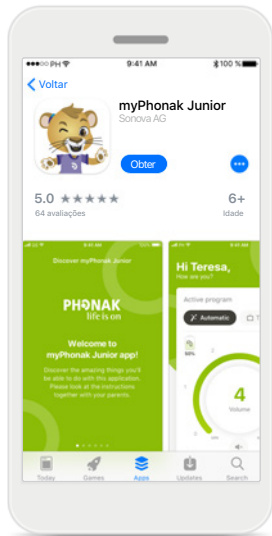 PH 9:41 AM 100 %
Voltar
myPhonak Junior
Sonova AG
Obter
5.0 ★★★★★ 6+
64 avaliações Idade
Discover myPhonak Junior
PHONAK
life is on
Welcome to
myPhonak Junior app!
Discover the amazing things you'll
be able to do with this application.
Please look at the instructions
together with your parents.
Hi Teresa,
How are you?
Active program
Automatic
50%
4
Volume
Today Games Apps Updates Search